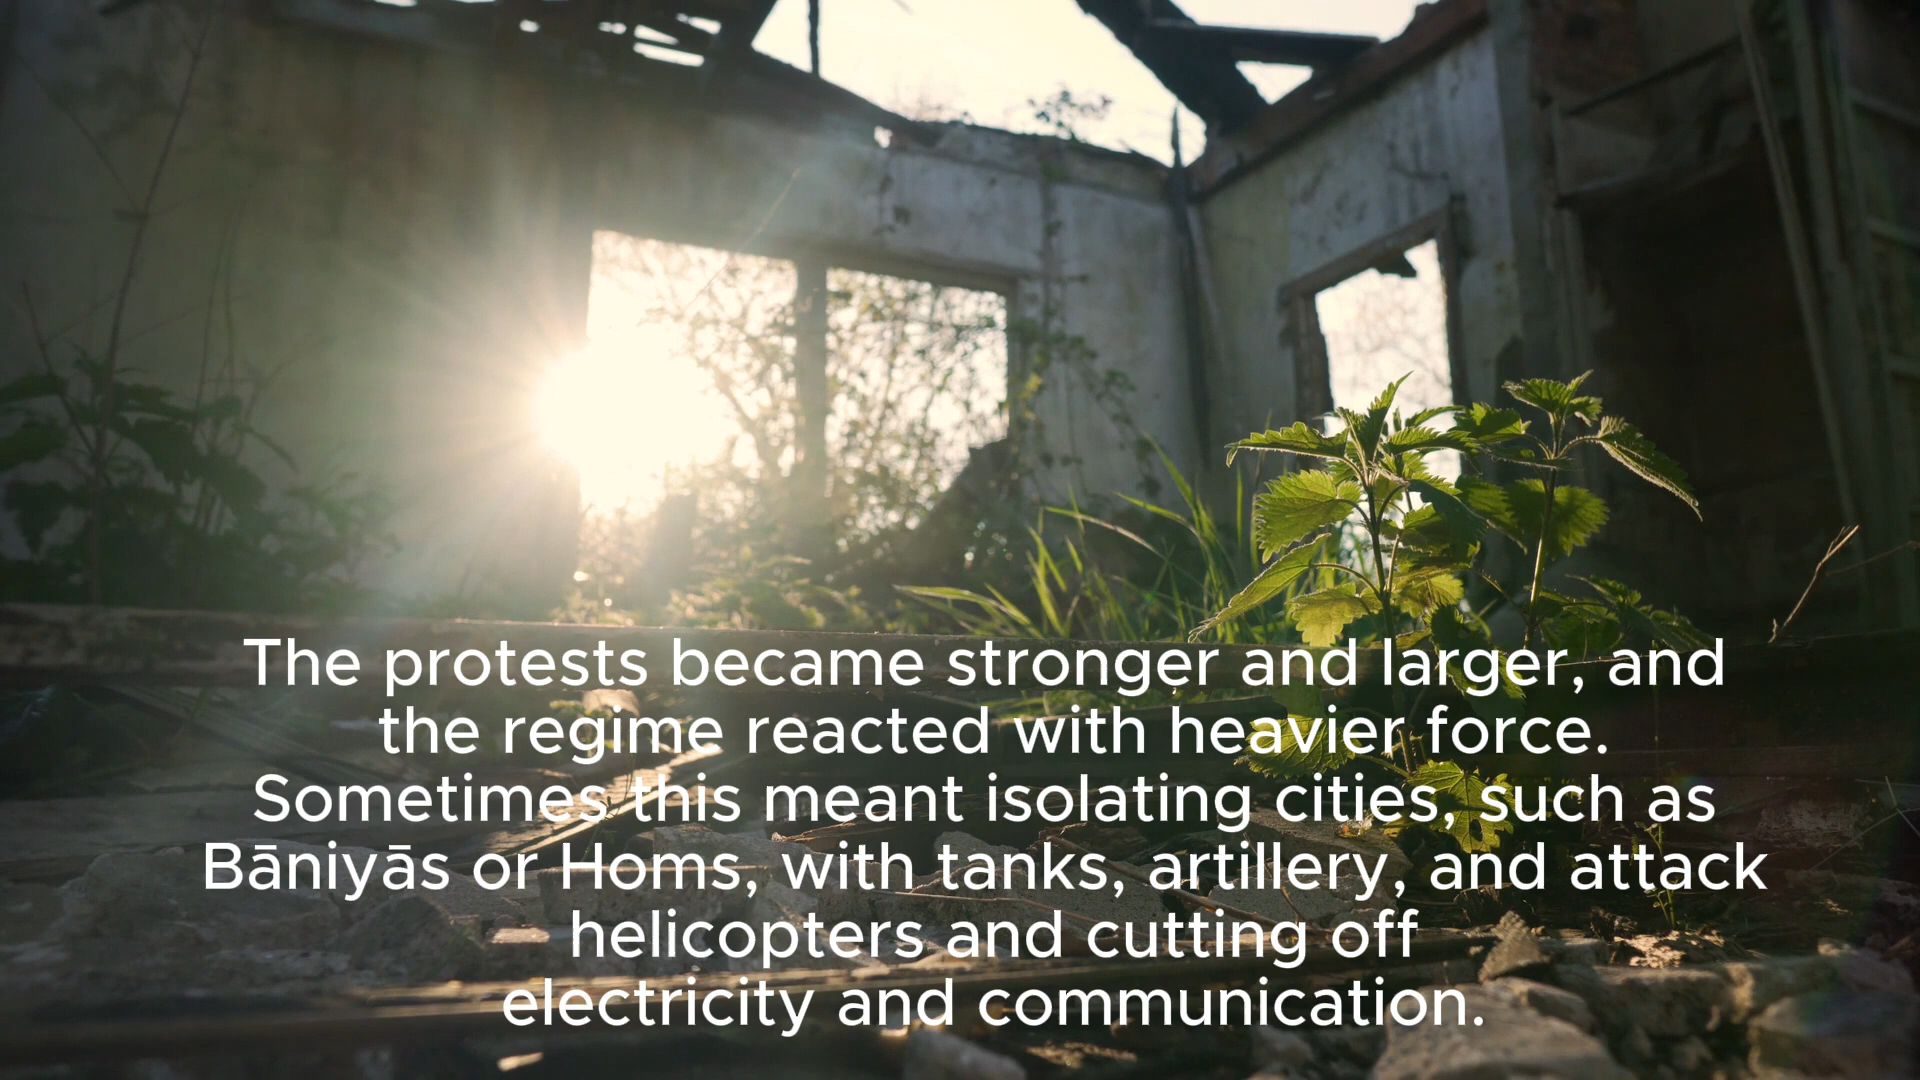 The protests became stronger and larger, and
the regime reacted with heavier force.
Sometimes this meant isolating cities, such as
Bāniyās or Homs, with tanks, artillery, and attack
helicopters and cutting off
electricity and communication.